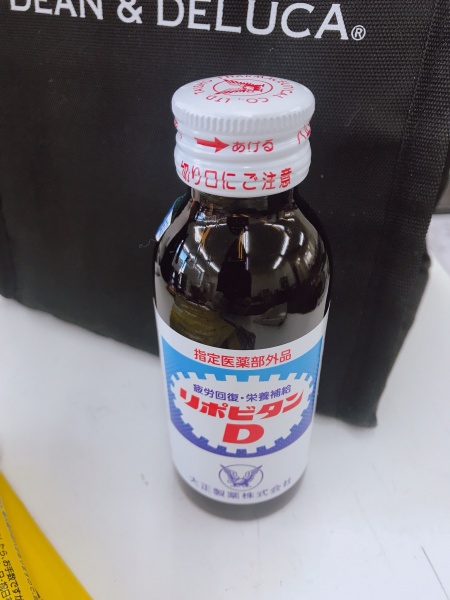 DEAN & DELUCA®
CO., LTD.
→ あける
切り口にご注意
指定医薬部外品
疲労回復・栄養補給
リポビタン
D
大正製薬株式会社